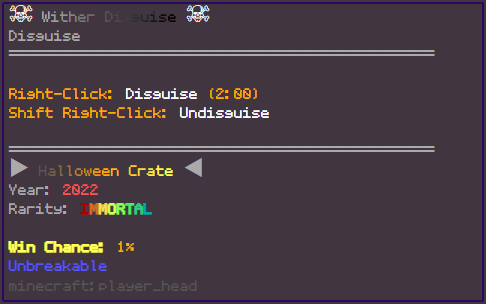 ☠ Wither Disguise ☠
Disguise
Right-Click: Disguise (2:00)
Shift Right-Click: Undisguise
▶ Halloween Crate ◀
Year: 2022
Rarity: IMMORTAL
Win Chance: 1%
Unbreakable
minecraft:player_head